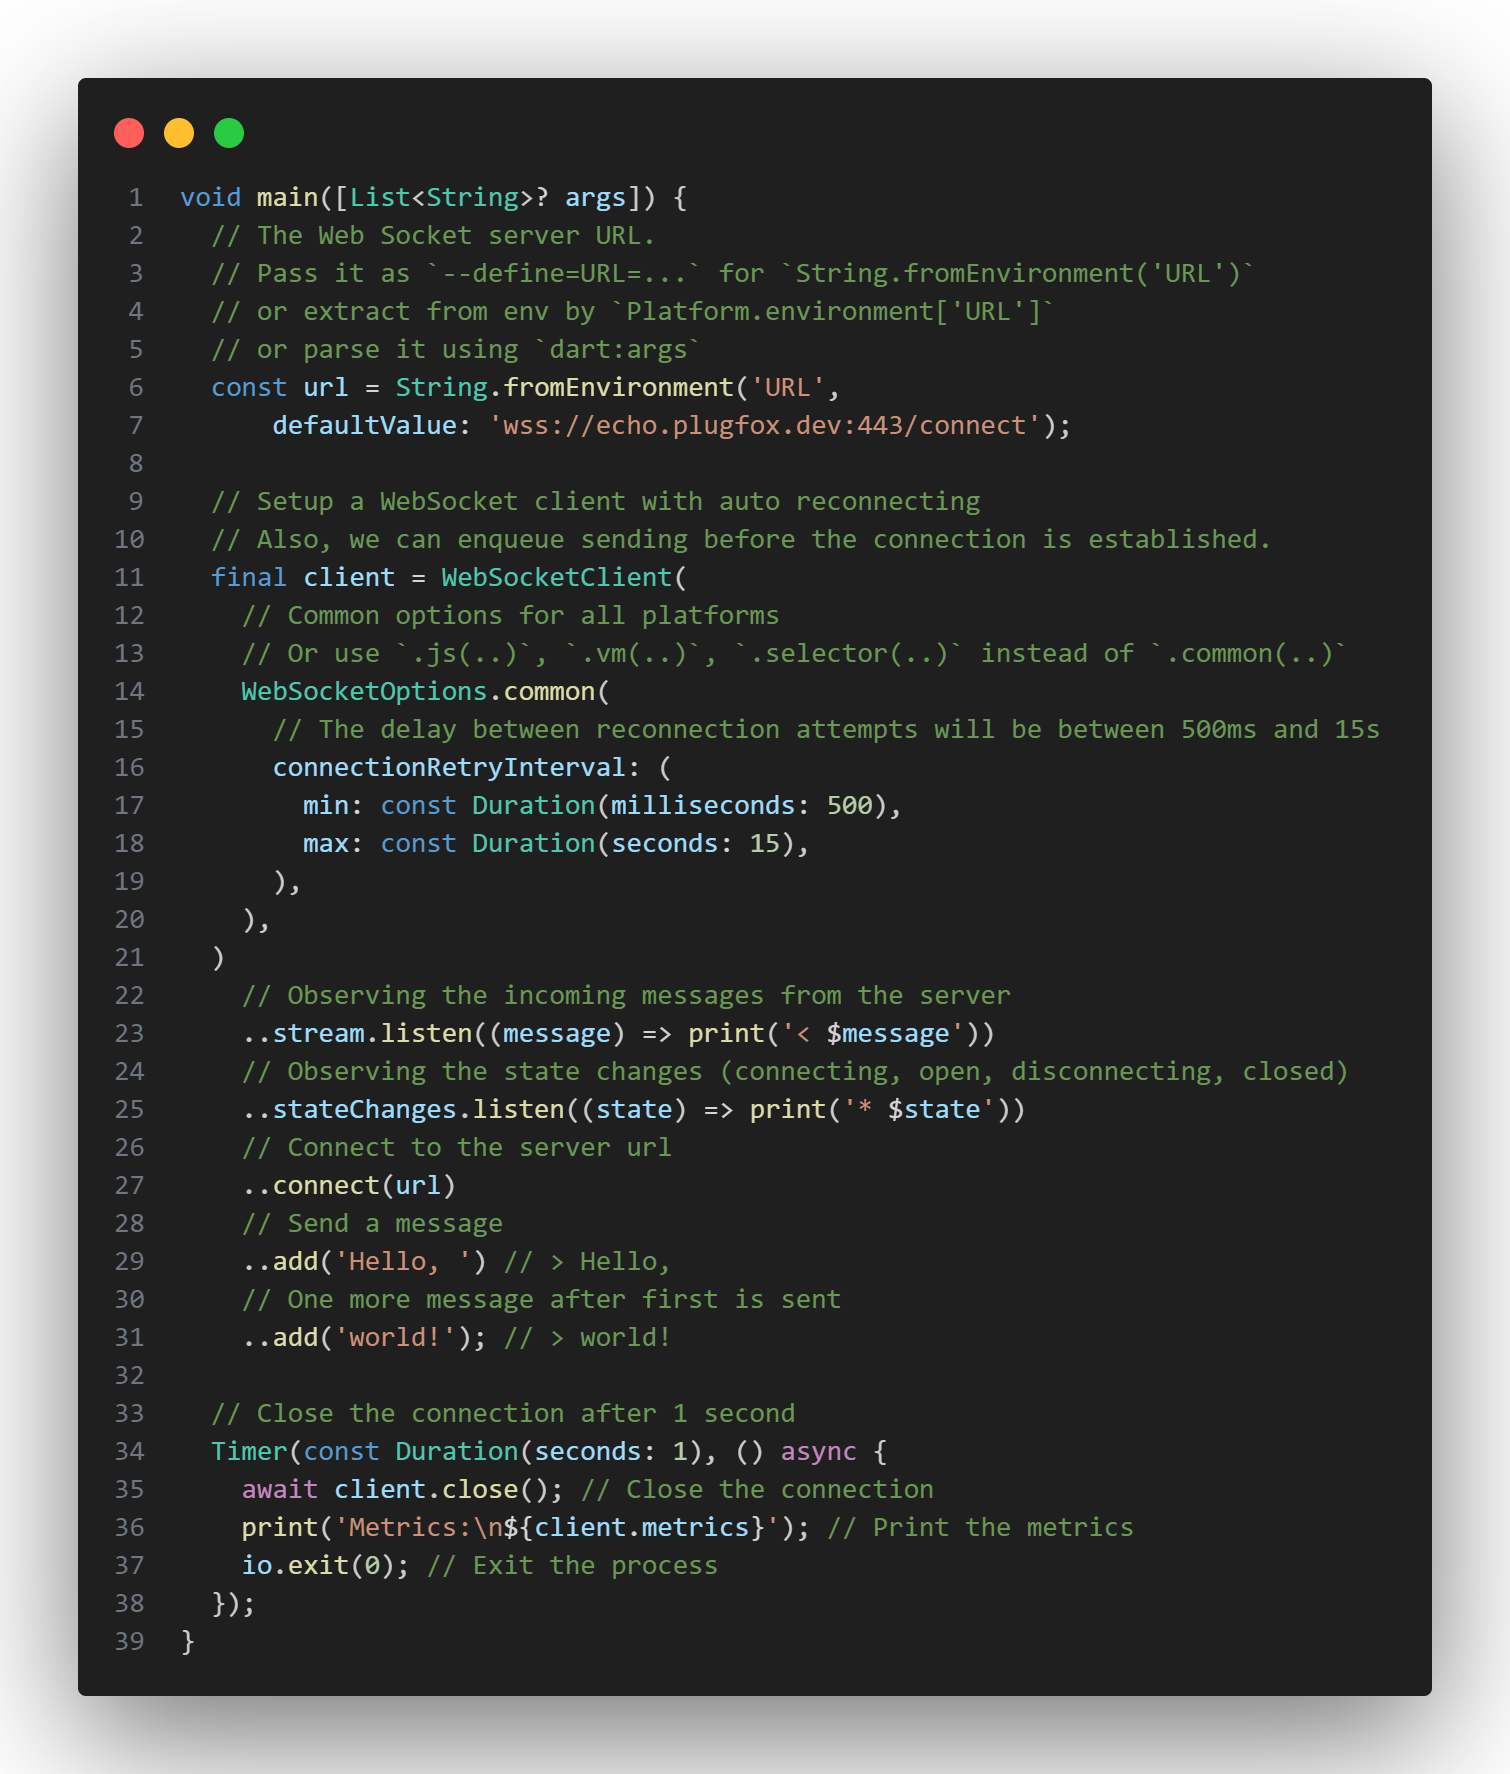 1 void main([List<String>? args]) {
2   // The Web Socket server URL.
3   // Pass it as `--define=URL=...` for `String.fromEnvironment('URL')`
4   // or extract from env by `Platform.environment['URL']`
5   // or parse it using `dart:args`
6   const url = String.fromEnvironment('URL',
7       defaultValue: 'wss://echo.plugfox.dev:443/connect');
8
9   // Setup a WebSocket client with auto reconnecting
10   // Also, we can enqueue sending before the connection is established.
11   final client = WebSocketClient(
12     // Common options for all platforms
13     // Or use `.js(..)`, `.vm(..)`, `.selector(..)` instead of `.common(..)`
14     WebSocketOptions.common(
15       // The delay between reconnection attempts will be between 500ms and 15s
16       connectionRetryInterval: (
17         min: const Duration(milliseconds: 500),
18         max: const Duration(seconds: 15),
19       ),
20     ),
21   )
22     // Observing the incoming messages from the server
23     ..stream.listen((message) => print('< $message'))
24     // Observing the state changes (connecting, open, disconnecting, closed)
25     ..stateChanges.listen((state) => print('* $state'))
26     // Connect to the server url
27     ..connect(url)
28     // Send a message
29     ..add('Hello, ') // > Hello,
30     // One more message after first is sent
31     ..add('world!'); // > world!
32
33   // Close the connection after 1 second
34   Timer(const Duration(seconds: 1), () async {
35     await client.close(); // Close the connection
36     print('Metrics:\n${client.metrics}'); // Print the metrics
37     io.exit(0); // Exit the process
38   });
39 }